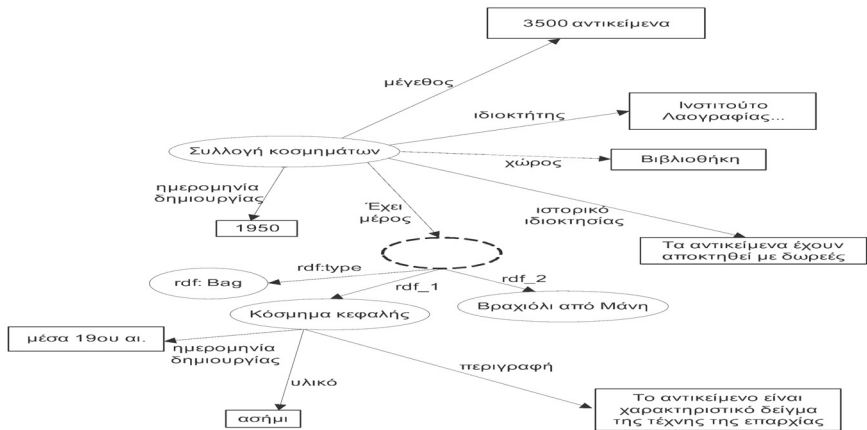 3500 αντικείμενα
μέγεθος
ιδιοκτήτης
Ινστιτούτο
Λαογραφίας...
Συλλογή κοσμημάτων
χώρος
Βιβλιοθήκη
ημερομηνία
δημιουργίας
1950
Έχει
μέρος
ιστορικό
ιδιοκτησίας
Τα αντικείμενα έχουν
αποκτηθεί με δωρεές
rdf:type
rdf: Bag
rdf_1
rdf_2
Κόσμημα κεφαλής
Βραχιόλι από Μάνη
μέσα 19ου αι.
ημερομηνία
δημιουργίας
υλικό
περιγραφή
ασήμι
Το αντικείμενο είναι
χαρακτηριστικό δείγμα
της τέχνης της επαρχίας